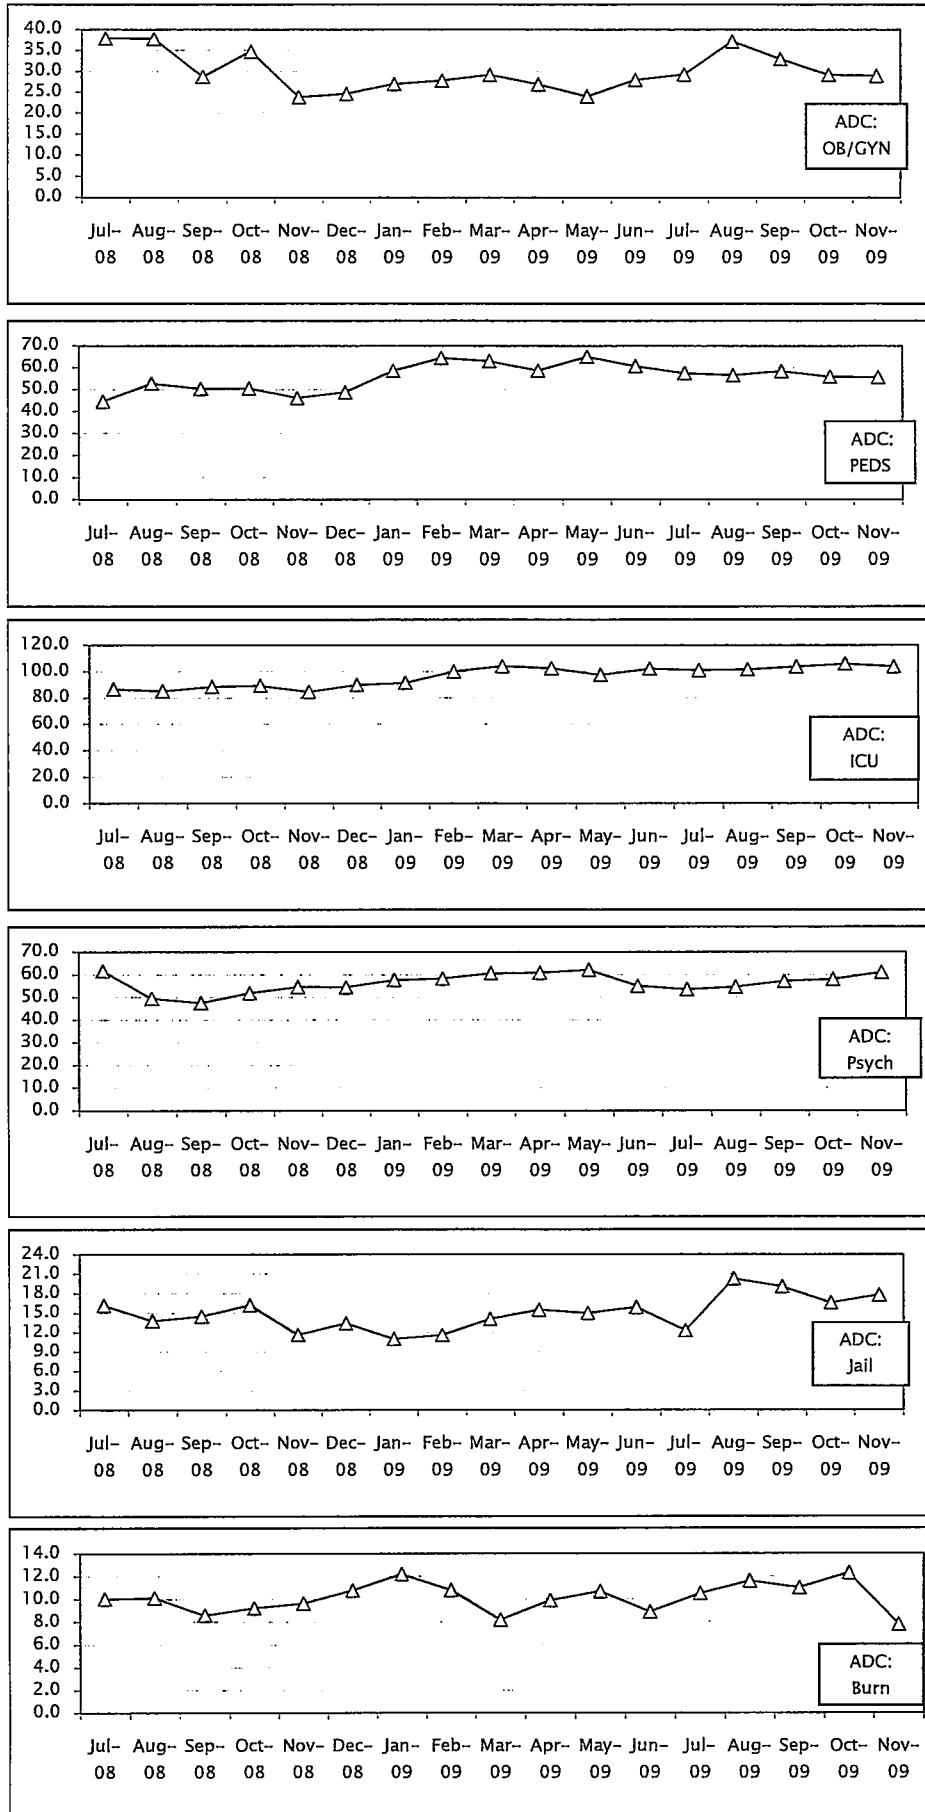 40.0
35.0
30.0
25.0
20.0
15.0
10.0
5.0
0.0
ADC:
OB/GYN
Jul-- Aug-- Sep-- Oct-- Nov-- Dec-- Jan-- Feb-- Mar-- Apr-- May-- Jun-- Jul-- Aug-- Sep-- Oct-- Nov--
08 08 08 08 08 08 09 09 09 09 09 09 09 09 09 09 09
70.0
60.0
50.0
40.0
30.0
20.0
10.0
0.0
ADC:
PEDS
Jul-- Aug-- Sep-- Oct-- Nov-- Dec-- Jan-- Feb-- Mar-- Apr-- May-- Jun-- Jul-- Aug-- Sep-- Oct-- Nov--
08 08 08 08 08 08 09 09 09 09 09 09 09 09 09 09 09
120.0
100.0
80.0
60.0
40.0
20.0
0.0
ADC:
ICU
Jul- Aug-- Sep-- Oct-- Nov-- Dec- Jan-- Feb-- Mar-- Apr-- May-- Jun-- Jul-- Aug-- Sep-- Oct-- Nov--
08 08 08 08 08 08 09 09 09 09 09 09 09 09 09 09 09
70.0
60.0
50.0
40.0
30.0
20.0
10.0
0.0
ADC:
Psych
Jul-- Aug-- Sep-- Oct- Nov- Dec-- Jan-- Feb-- Mar-- Apr-- May-- Jun-- Jul- Aug- Sep-- Oct-- Nov-
08 08 08 08 08 08 09 09 09 09 09 09 09 09 09 09 09
24.0
21.0
18.0
15.0
12.0
9.0
6.0
3.0
0.0
ADC:
Jail
Jul- Aug-- Sep-- Oct-- Nov- Dec- Jan-- Feb-- Mar-- Apr-- May-- Jun- Jul-- Aug-- Sep-- Oct-- Nov--
08 08 08 08 08 08 09 09 09 09 09 09 09 09 09 09 09
14.0
12.0
10.0
8.0
6.0
4.0
2.0
0.0
ADC:
Burn
Jul- Aug-- Sep-- Oct-- Nov-- Dec- Jan-- Feb-- Mar-- Apr-- May-- Jun- Jul-- Aug-- Sep-- Oct-- Nov--
08 08 08 08 08 08 09 09 09 09 09 09 09 09 09 09 09